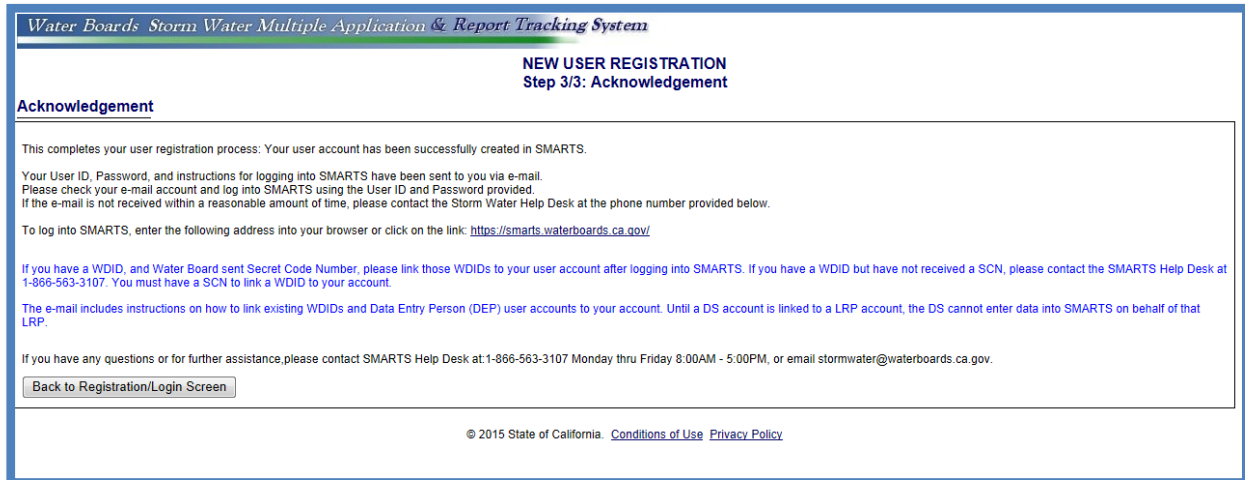 Water Boards Storm Water Multiple Application & Report Tracking System
NEW USER REGISTRATION
Step 3/3: Acknowledgement
Acknowledgement
This completes your user registration process: Your user account has been successfully created in SMARTS.
Your User ID, Password, and instructions for logging into SMARTS have been sent to you via e-mail.
Please check your e-mail account and log into SMARTS using the User ID and Password provided.
If the e-mail is not received within a reasonable amount of time, please contact the Storm Water Help Desk at the phone number provided below.
To log into SMARTS, enter the following address into your browser or click on the link: https://smarts.waterboards.ca.gov/
If you have a WDID, and Water Board sent Secret Code Number, please link those WDIDs to your user account after logging into SMARTS. If you have a WDID but have not received a SCN, please contact the SMARTS Help Desk at
1-866-563-3107. You must have a SCN to link a WDID to your account.
The e-mail includes instructions on how to link existing WDIDs and Data Entry Person (DEP) user accounts to your account. Until a DS account is linked to a LRP account, the DS cannot enter data into SMARTS on behalf of that
LRP.
If you have any questions or for further assistance,please contact SMARTS Help Desk at:1-866-563-3107 Monday thru Friday 8:00AM - 5:00PM, or email stormwater@waterboards.ca.gov.
Back to Registration/Login Screen
© 2015 State of California. Conditions of Use Privacy Policy